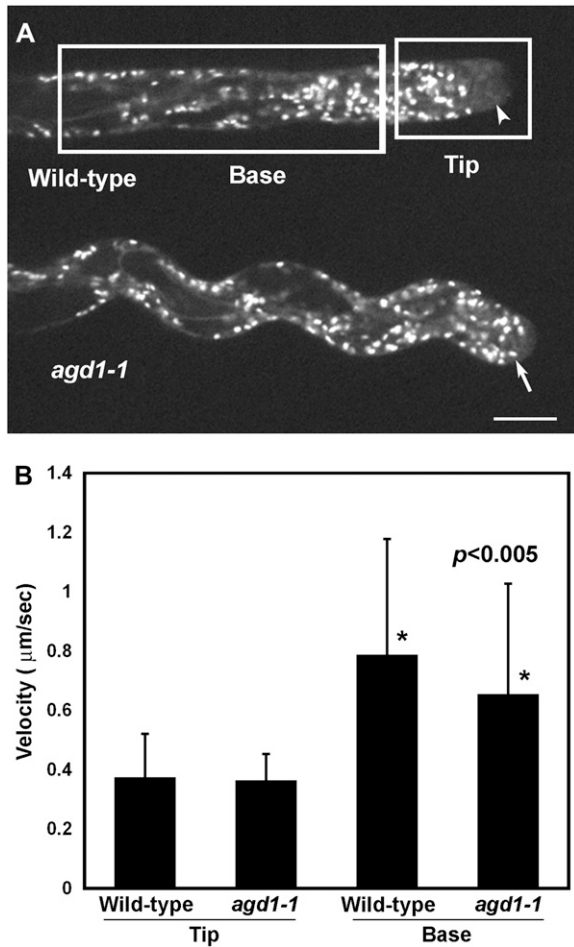 A
Wild-type
Base
Tip
agd1-1
B
Velocity ( μm/sec)
1.4
1.2
1
0.8
0.6
0.4
0.2
0
p<0.005
*
*
Wild-type agd1-1 Wild-type agd1-1
Tip Base